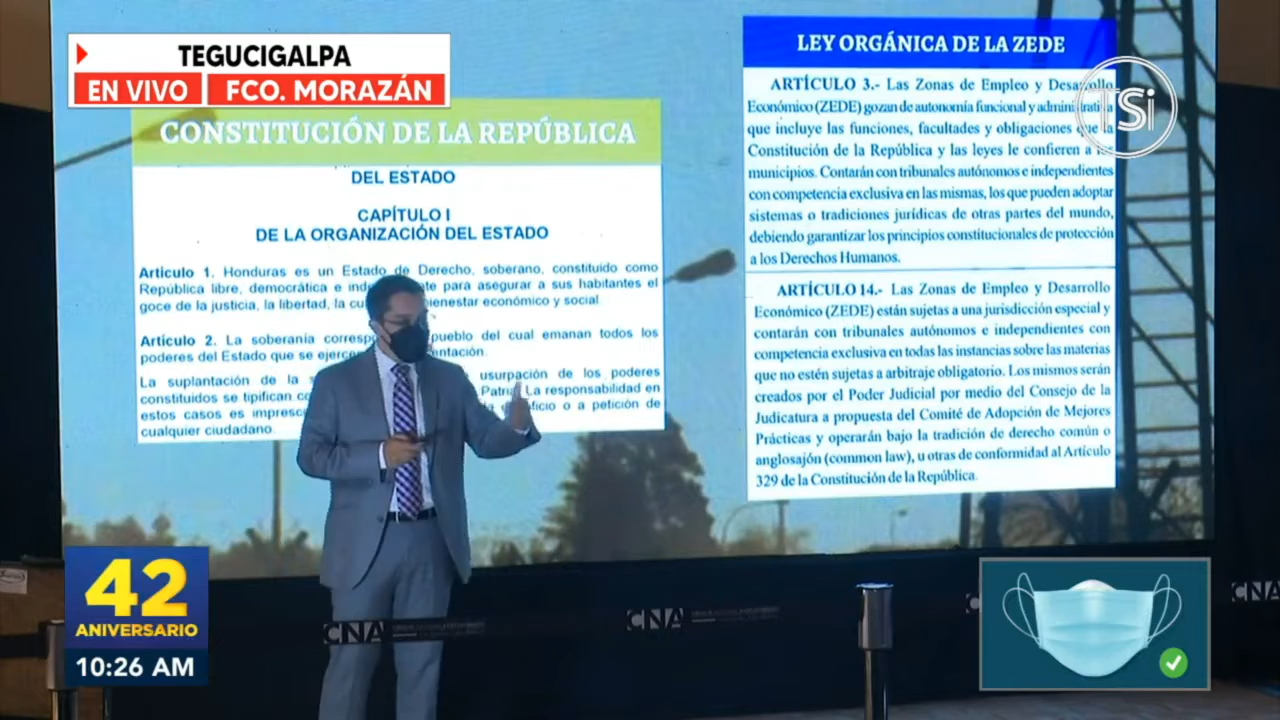 TEGUCIGALPA
EN VIVO FCO. MORAZÁN
CONSTITUCIÓN DE LA REPÚBLICA
DEL ESTADO
CAPÍTULO I
DE LA ORGANIZACIÓN DEL ESTADO
Artículo 1. Honduras es un Estado de Derecho, soberano, constituido como
República libre, democrática e para asegurar a sus habitantes el
goce de la justicia, la libertad, la económico y social.
Artículo 2. La soberanía pueblo del cual emanan todos los
poderes del Estado que se
La suplantación de la usurpación de los poderes
constituidos se tipifican Patria. La responsabilidad en
estos casos es o a petición de
cualquier ciudadano.
LEY ORGÁNICA DE LA ZEDE
ARTÍCULO 3.- Las Zonas de Empleo y Desarrollo
Económico (ZEDE) gozan de autonomía funcional y administrativa
que incluye las funciones, facultades y obligaciones que la
Constitución de la República y las leyes le confieren a los
municipios. Contarán con tribunales autónomos e independientes
con competencia exclusiva en las mismas, los que pueden adoptar
sistemas o tradiciones jurídicas de otras partes del mundo,
debiendo garantizar los principios constitucionales de protección
a los Derechos Humanos.
ARTÍCULO 14.- Las Zonas de Empleo y Desarrollo
Económico (ZEDE) están sujetas a una jurisdicción especial y
contarán con tribunales autónomos e independientes con
competencia exclusiva en todas las instancias sobre las materias
que no estén sujetas a arbitraje obligatorio. Los mismos serán
creados por el Poder Judicial por medio del Consejo de la
Judicatura a propuesta del Comité de Adopción de Mejores
Prácticas y operarán bajo la tradición de derecho común o
anglosajón (common law), u otras de conformidad al Artículo
329 de la Constitución de la República.
TSi
42
ANIVERSARIO
10:26 AM
CNA
CNA
CNA